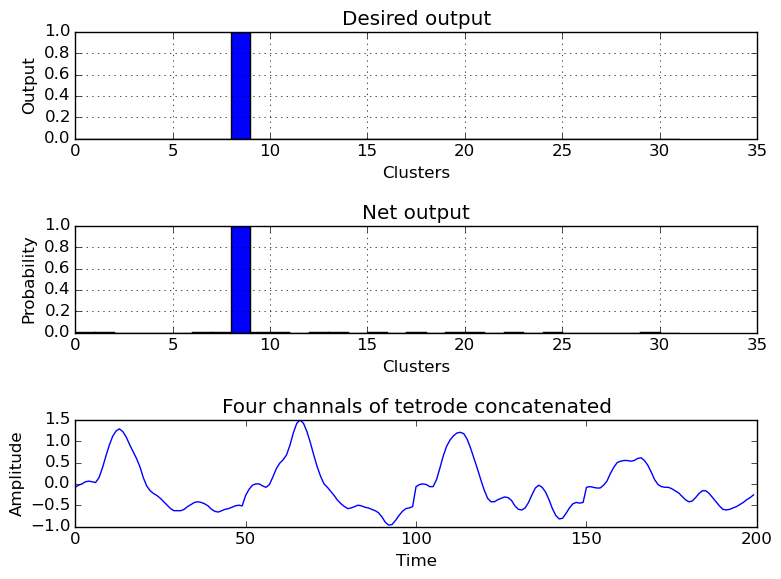 Desired output
1.0
0.8
0.6
0.4
0.2
0.0
Output
0 5 10 15 20 25 30 35
Clusters
Net output
1.0
0.8
0.6
0.4
0.2
0.0
Probability
0 5 10 15 20 25 30 35
Clusters
Four channals of tetrode concatenated
1.5
1.0
0.5
0.0
−0.5
−1.0
Amplitude
0 50 100 150 200
Time